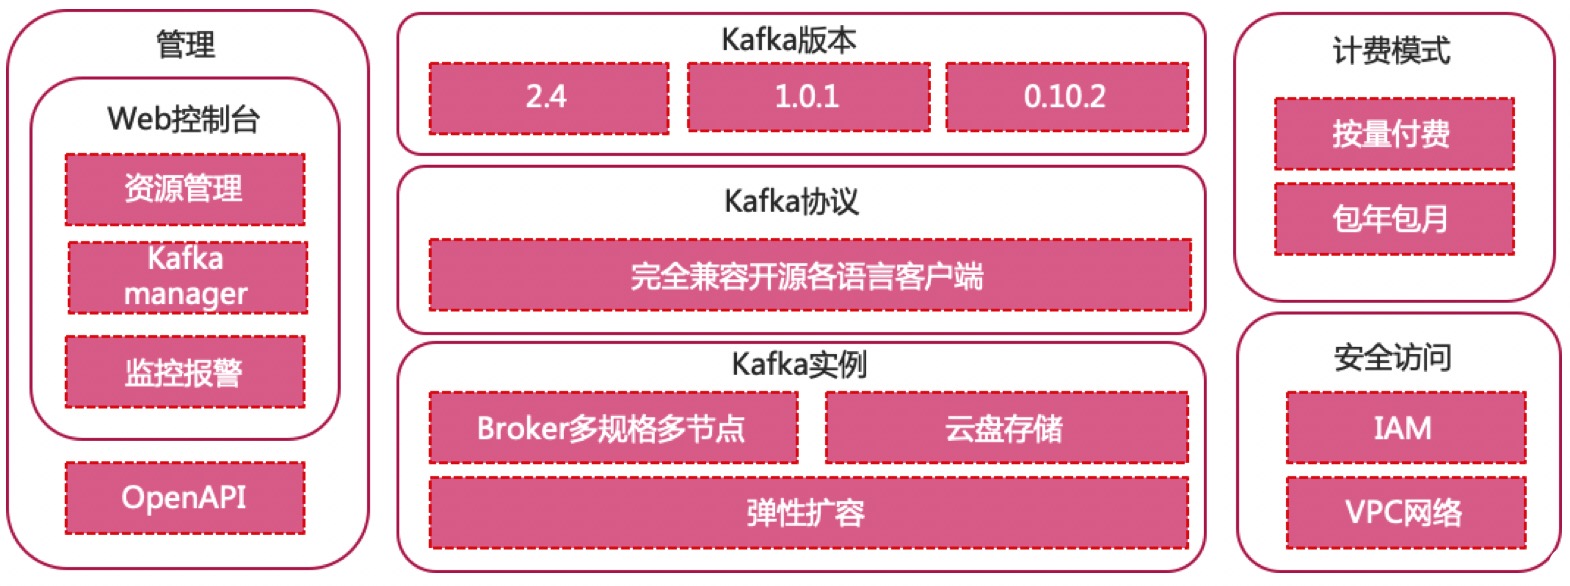 管理
Web控制台
资源管理
Kafka
manager
监控报警
OpenAPI
Kafka版本
2.4
1.0.1
0.10.2
Kafka协议
完全兼容开源各语言客户端
Kafka实例
Broker多规格多节点
云盘存储
弹性扩容
计费模式
按量付费
包年包月
安全访问
IAM
VPC网络